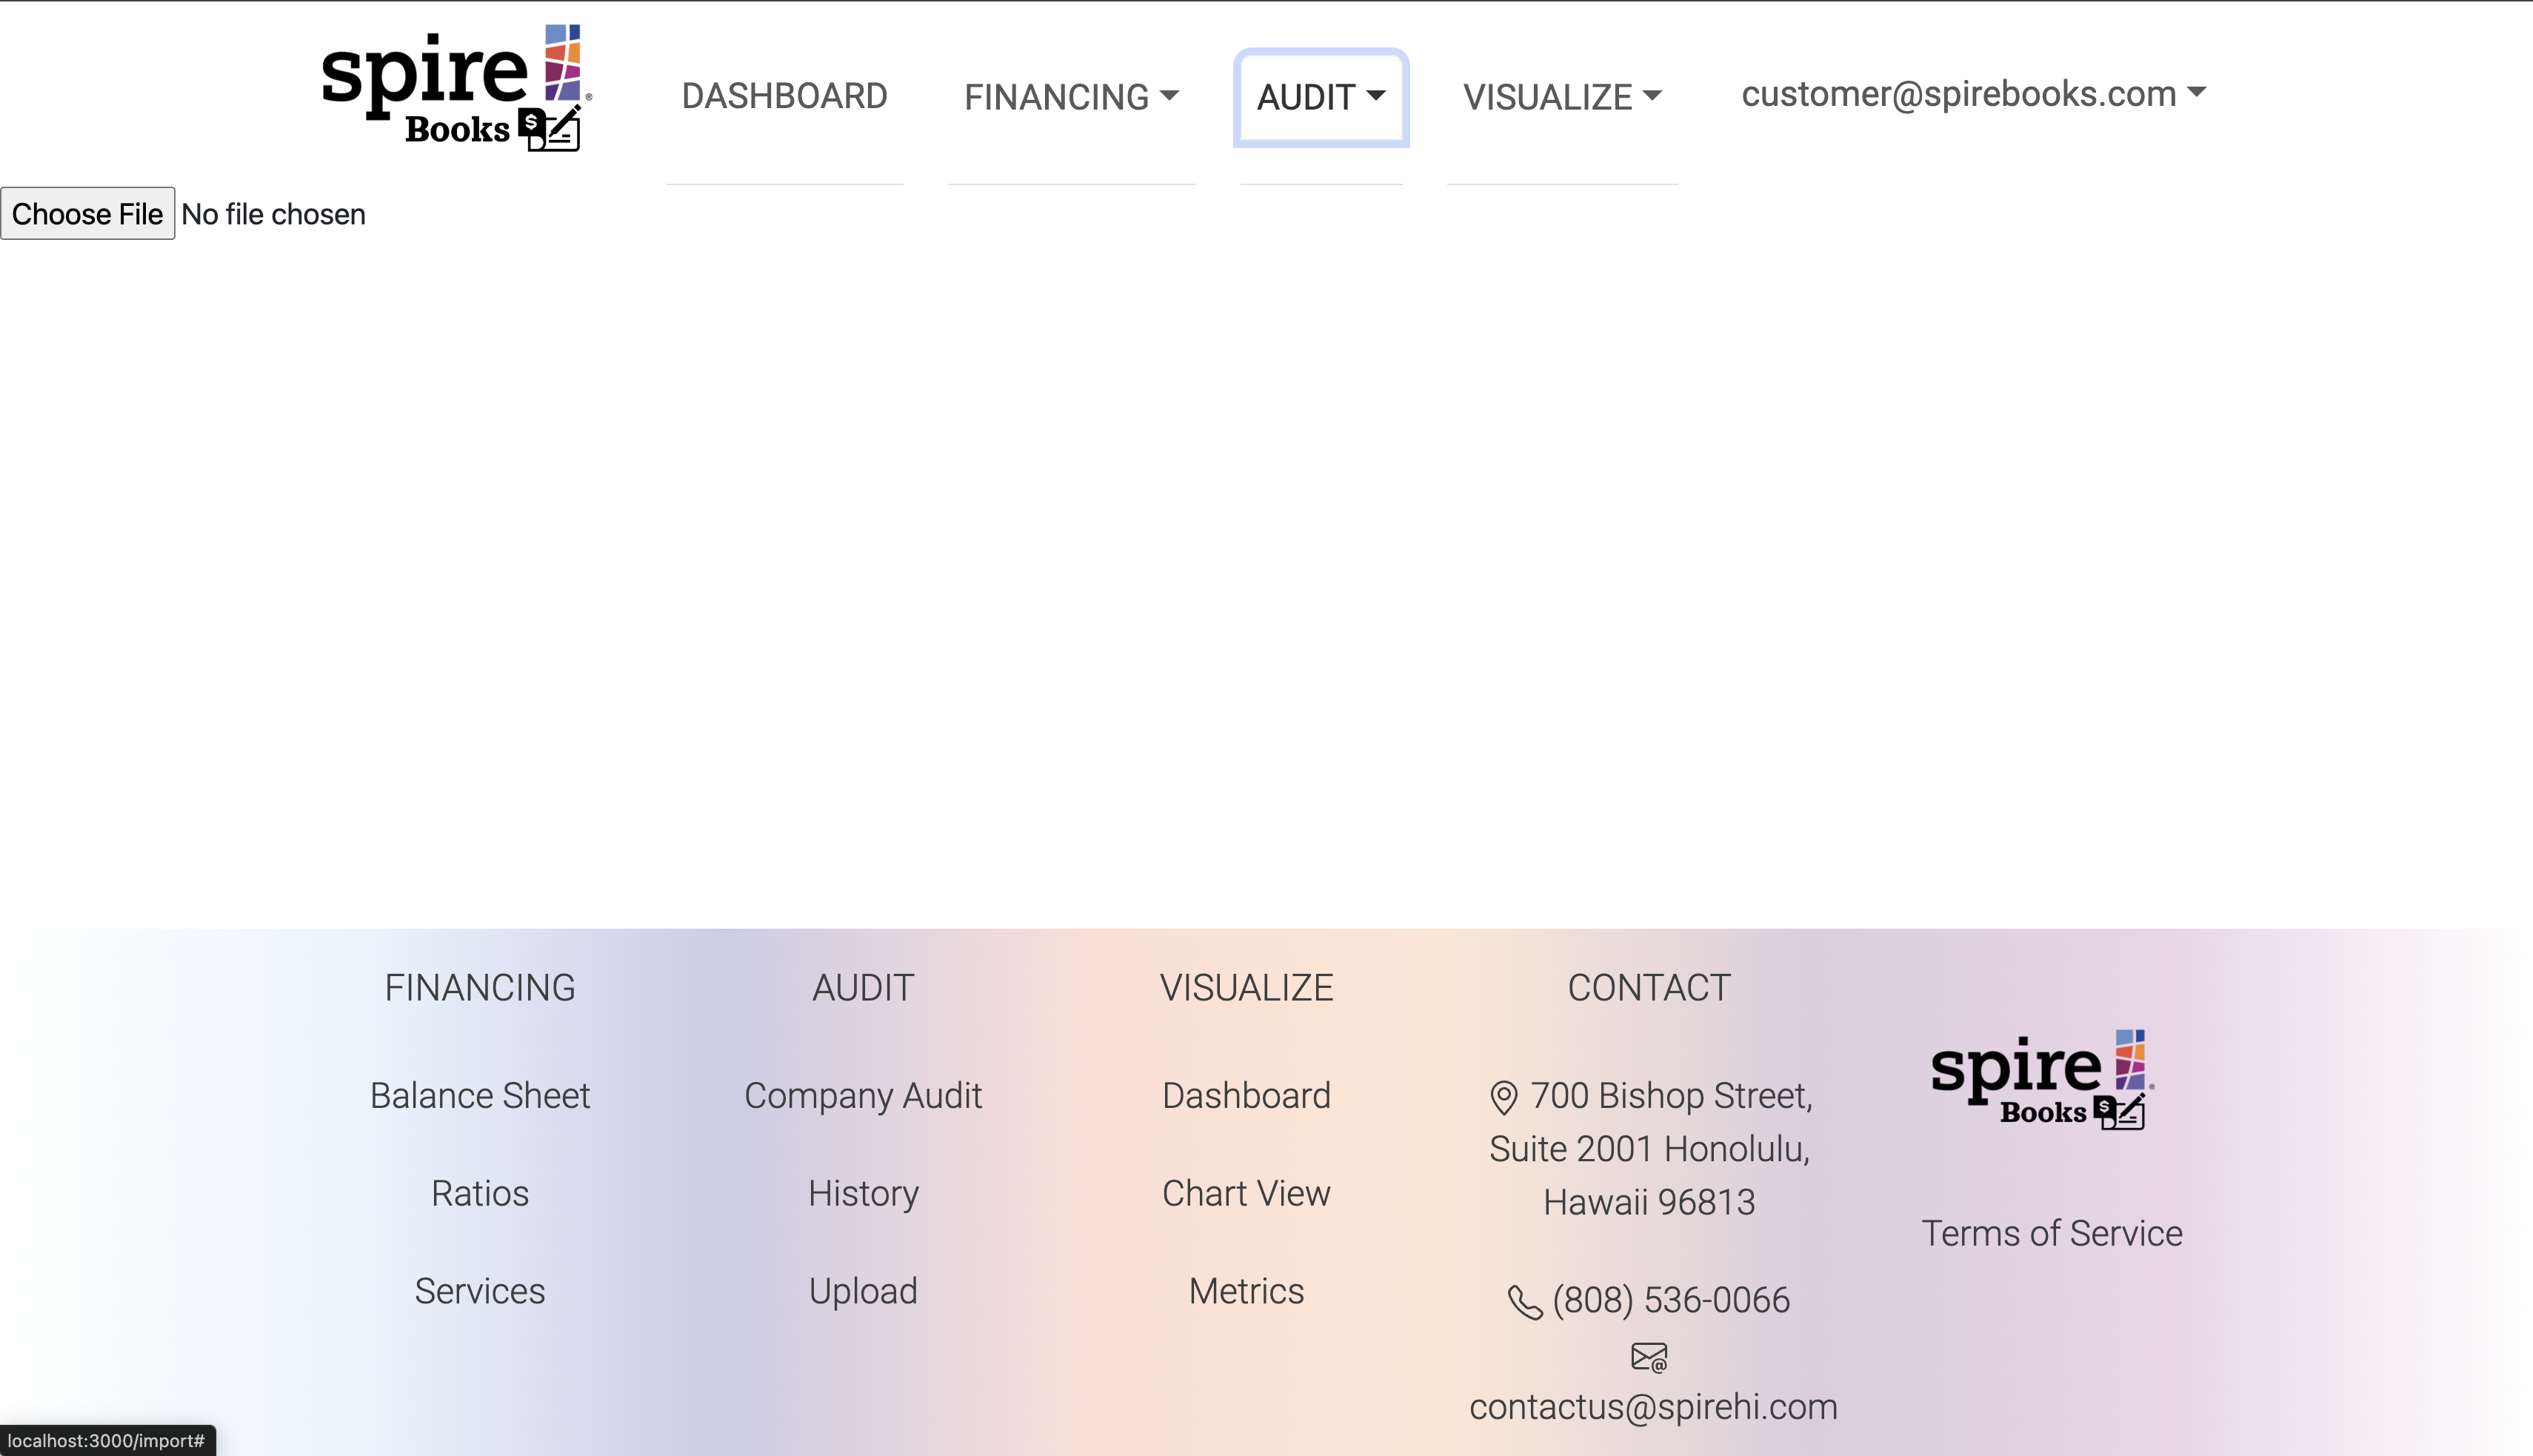 spire
Books
DASHBOARD
FINANCING
AUDIT
VISUALIZE
customer@spirebooks.com
Choose File No file chosen
FINANCING
Balance Sheet
Ratios
Services
AUDIT
Company Audit
History
Upload
VISUALIZE
Dashboard
Chart View
Metrics
CONTACT
700 Bishop Street,
Suite 2001 Honolulu,
Hawaii 96813
(808) 536-0066
contactus@spirehi.com
spire
Books
Terms of Service
localhost:3000/import#